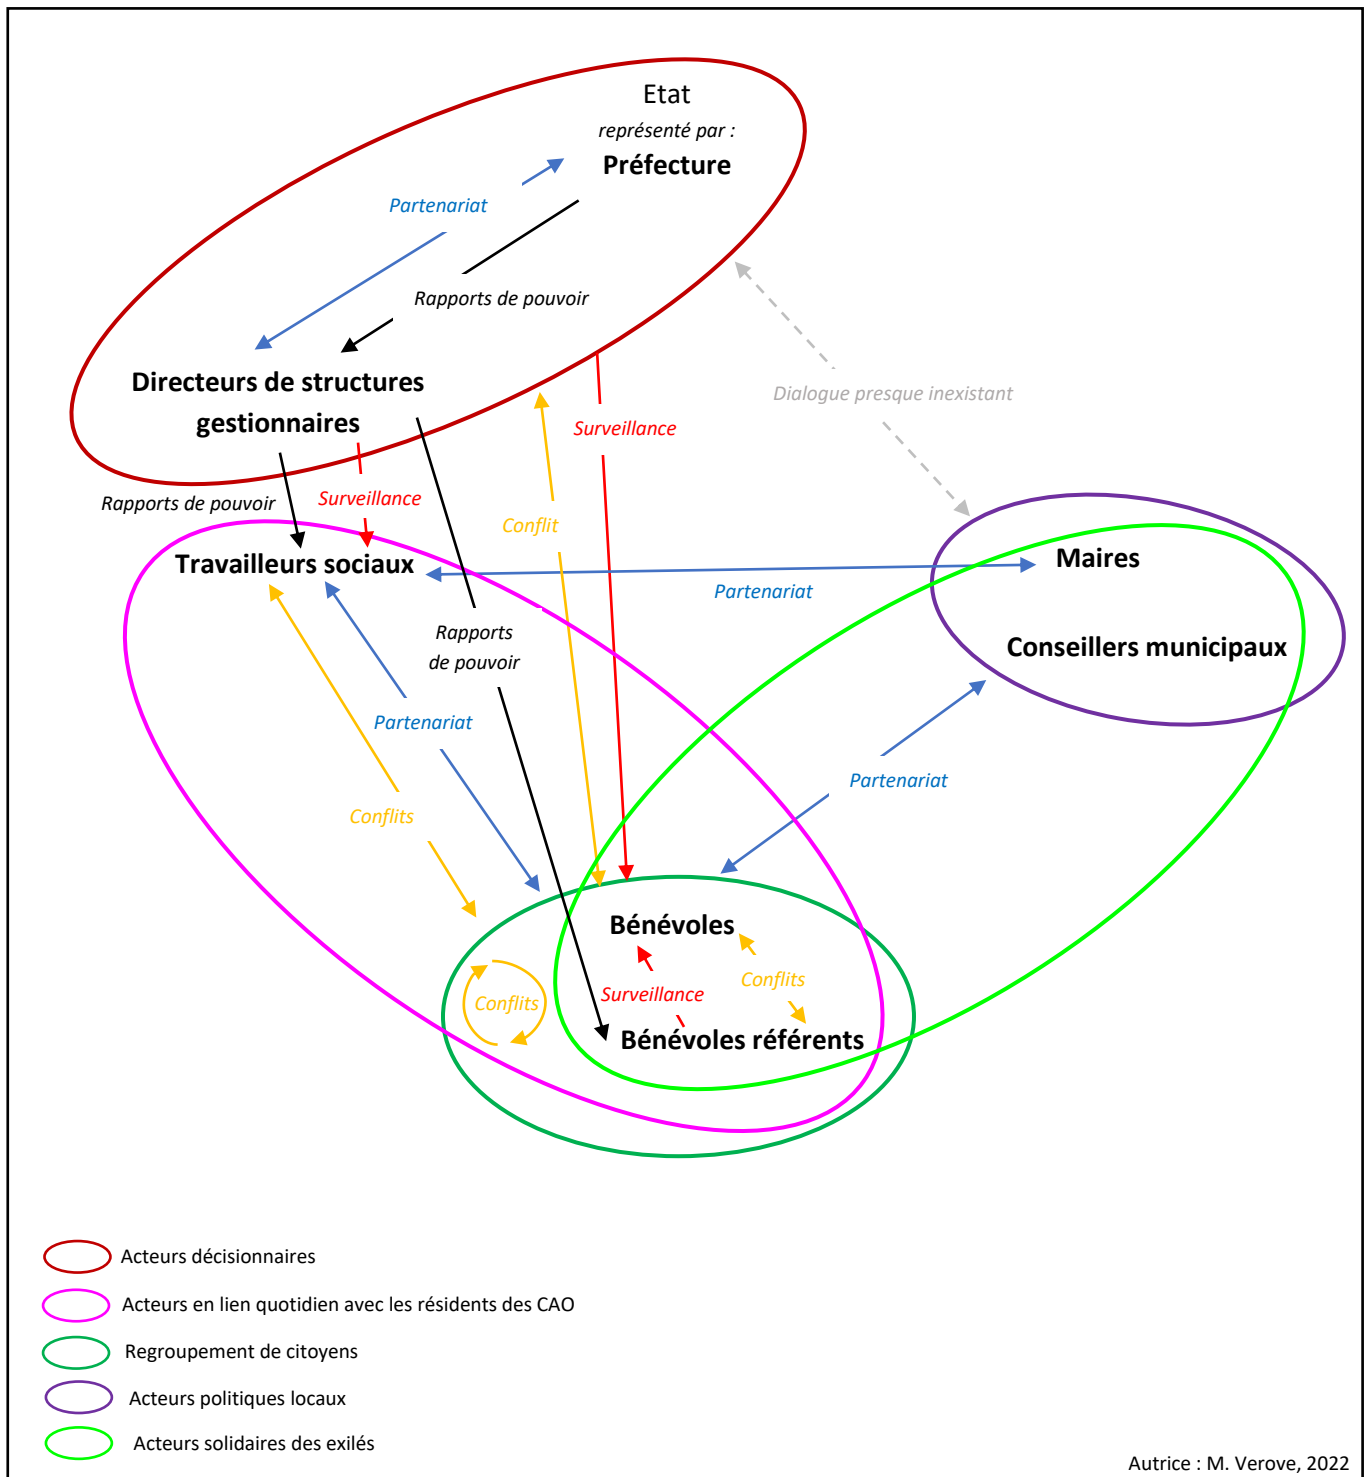 Etat
représenté par :
Préfecture
Partenariat
Rapports de pouvoir
Directeurs de structures
gestionnaires
Dialogue presque inexistant
Surveillance
Rapports de pouvoir
Surveillance
Conflit
Travailleurs sociaux
Maires
Partenariat
Rapports
de pouvoir
Conseillers municipaux
Partenariat
Partenariat
Conflits
Bénévoles
Conflits
Surveillance
Conflits
Bénévoles référents
Acteurs décisionnaires
Acteurs en lien quotidien avec les résidents des CAO
Regroupement de citoyens
Acteurs politiques locaux
Acteurs solidaires des exilés
Autrice : M. Verove, 2022